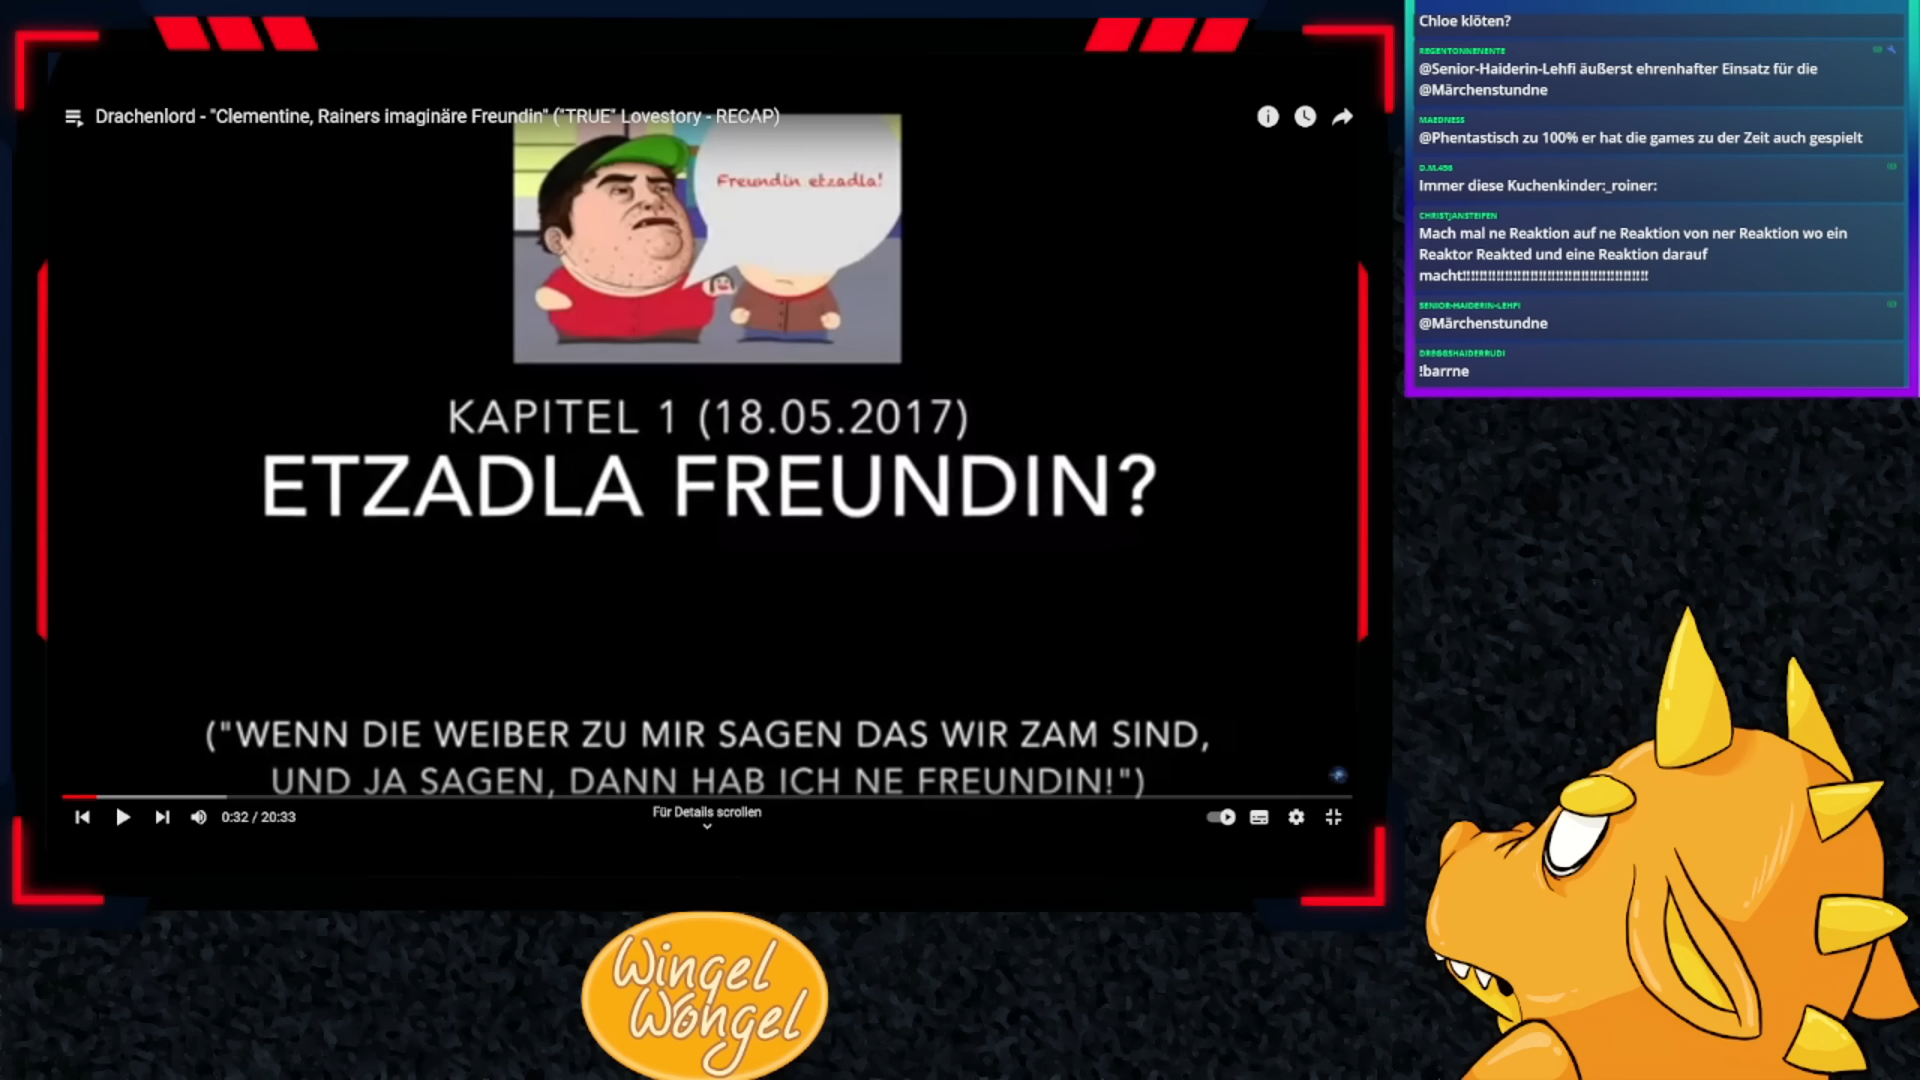 Drachenlord - "Clementine, Rainers imaginäre Freundin" ("TRUE" Lovestory - RECAP)
Freundin etzadla!
KAPITEL 1 (18.05.2017)
ETZADLA FREUNDIN?
("WENN DIE WEIBER ZU MIR SAGEN DAS WIR ZAM SIND,
UND JA SAGEN, DANN HAB ICH NE FREUNDIN!")
0:32 / 20:33
Für Details scrollen
Wingel
Wongel
Chloe klöten?
REGENTONNENENTE
@Senior-Haiderin-Lehfi äußerst ehrenhafter Einsatz für die
@Märchenstundne
MAEDNESS
@Phentastisch zu 100% er hat die games zu der Zeit auch gespielt
D.M.456
Immer diese Kuchenkinder:_roiner:
CHRISTJANSTEIFEN
Mach mal ne Reaktion auf ne Reaktion von ner Reaktion wo ein
Reaktor Reakted und eine Reaktion darauf
macht!!!!!!!!!!!!!!!!!!!!!!!!!!!!!!!!!!!!!!!!!!!!
SENIOR-HAIDERIN-LEHFI
@Märchenstundne
DREGGSHAIDERRUDI
!barrne